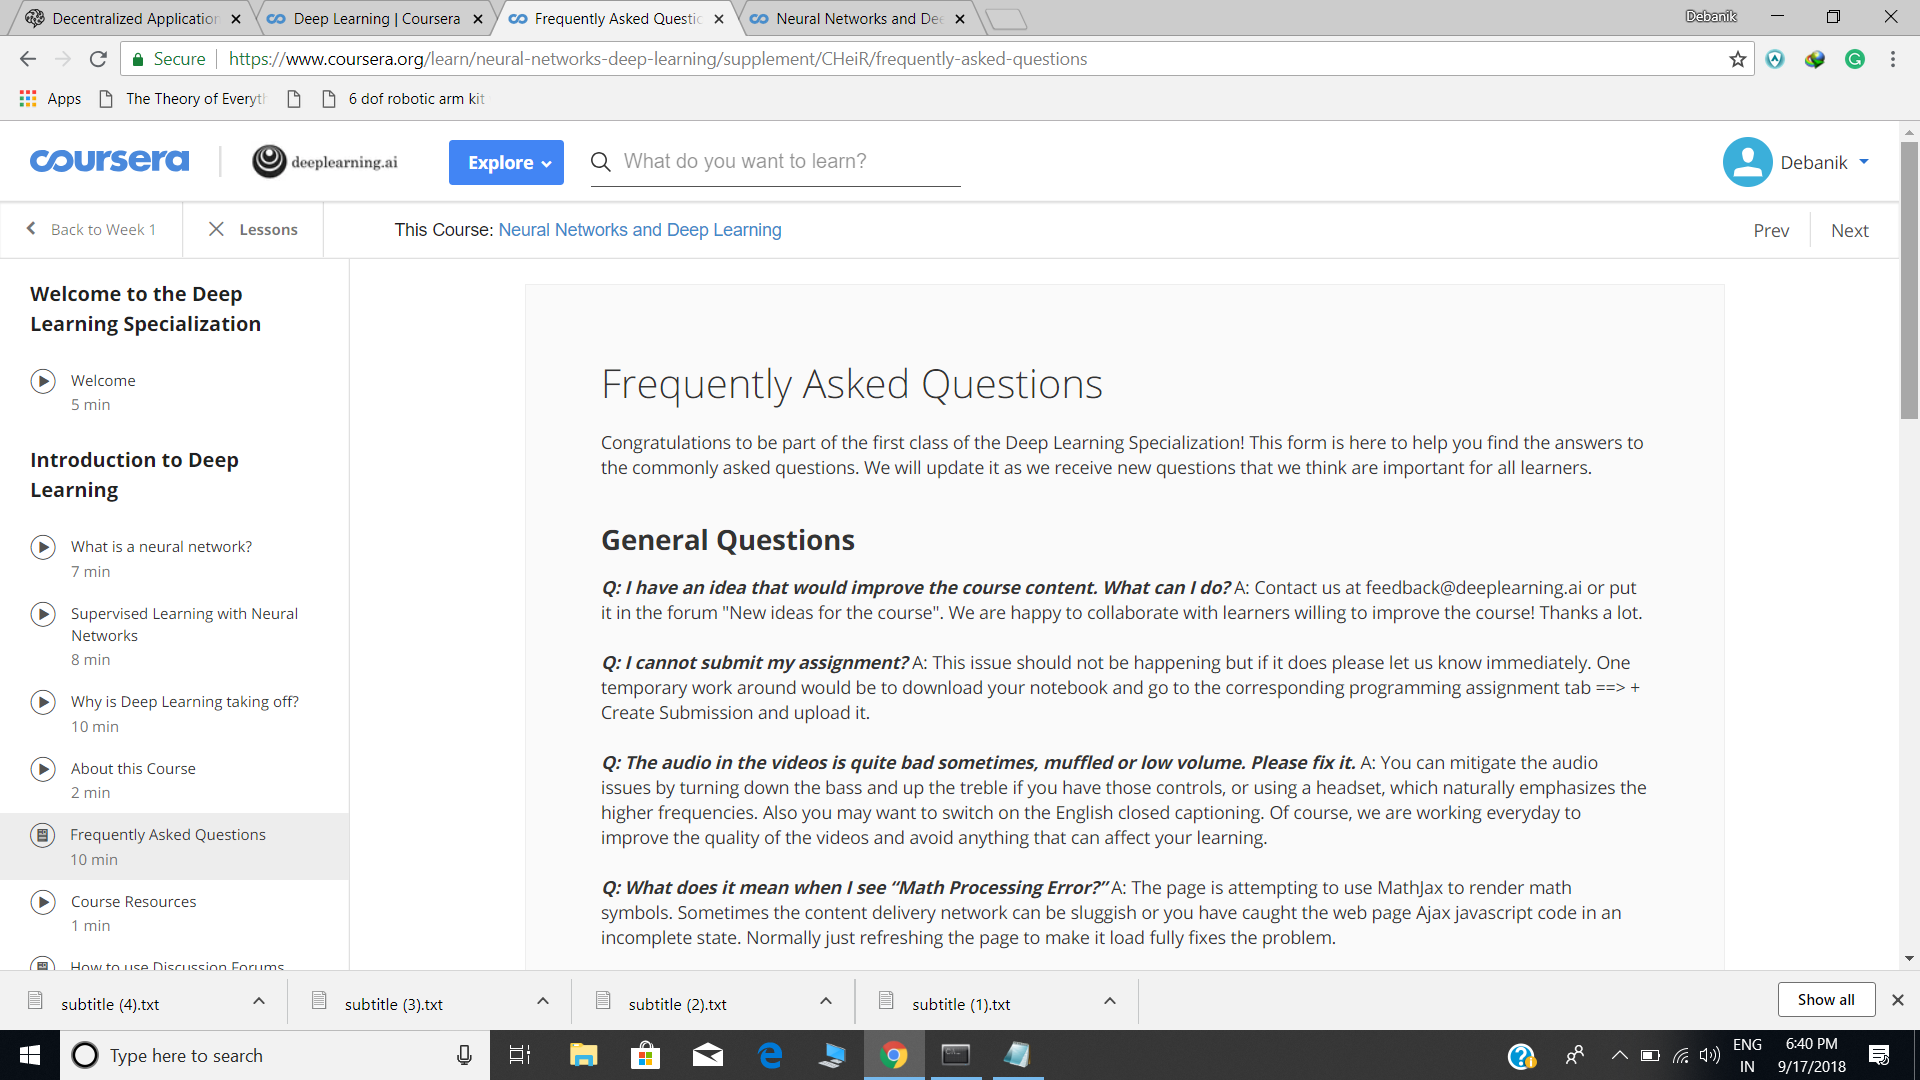 Decentralized Application
Deep Learning | Coursera
Frequently Asked Questio
Neural Networks and Dee
Debanik
Secure
https://www.coursera.org/learn/neural-networks-deep-learning/supplement/CHeiR/frequently-asked-questions
Apps
The Theory of Everyth
6 dof robotic arm kit
coursera
deeplearning.ai
Explore
What do you want to learn?
Debanik
Back to Week 1
Lessons
This Course: Neural Networks and Deep Learning
Prev
Next
Welcome to the Deep
Learning Specialization
Welcome
5 min
Introduction to Deep
Learning
What is a neural network?
7 min
Supervised Learning with Neural
Networks
8 min
Why is Deep Learning taking off?
10 min
About this Course
2 min
Frequently Asked Questions
10 min
Course Resources
1 min
How to use Discussion Forums
Frequently Asked Questions
Congratulations to be part of the first class of the Deep Learning Specialization! This form is here to help you find the answers to
the commonly asked questions. We will update it as we receive new questions that we think are important for all learners.
General Questions
Q: I have an idea that would improve the course content. What can I do? A: Contact us at feedback@deeplearning.ai or put
it in the forum "New ideas for the course". We are happy to collaborate with learners willing to improve the course! Thanks a lot.
Q: I cannot submit my assignment? A: This issue should not be happening but if it does please let us know immediately. One
temporary work around would be to download your notebook and go to the corresponding programming assignment tab ==> +
Create Submission and upload it.
Q: The audio in the videos is quite bad sometimes, muffled or low volume. Please fix it. A: You can mitigate the audio
issues by turning down the bass and up the treble if you have those controls, or using a headset, which naturally emphasizes the
higher frequencies. Also you may want to switch on the English closed captioning. Of course, we are working everyday to
improve the quality of the videos and avoid anything that can affect your learning.
Q: What does it mean when I see “Math Processing Error?” A: The page is attempting to use MathJax to render math
symbols. Sometimes the content delivery network can be sluggish or you have caught the web page Ajax javascript code in an
incomplete state. Normally just refreshing the page to make it load fully fixes the problem.
subtitle (4).txt
subtitle (3).txt
subtitle (2).txt
subtitle (1).txt
Show all
Type here to search
ENG
IN
6:40 PM
9/17/2018